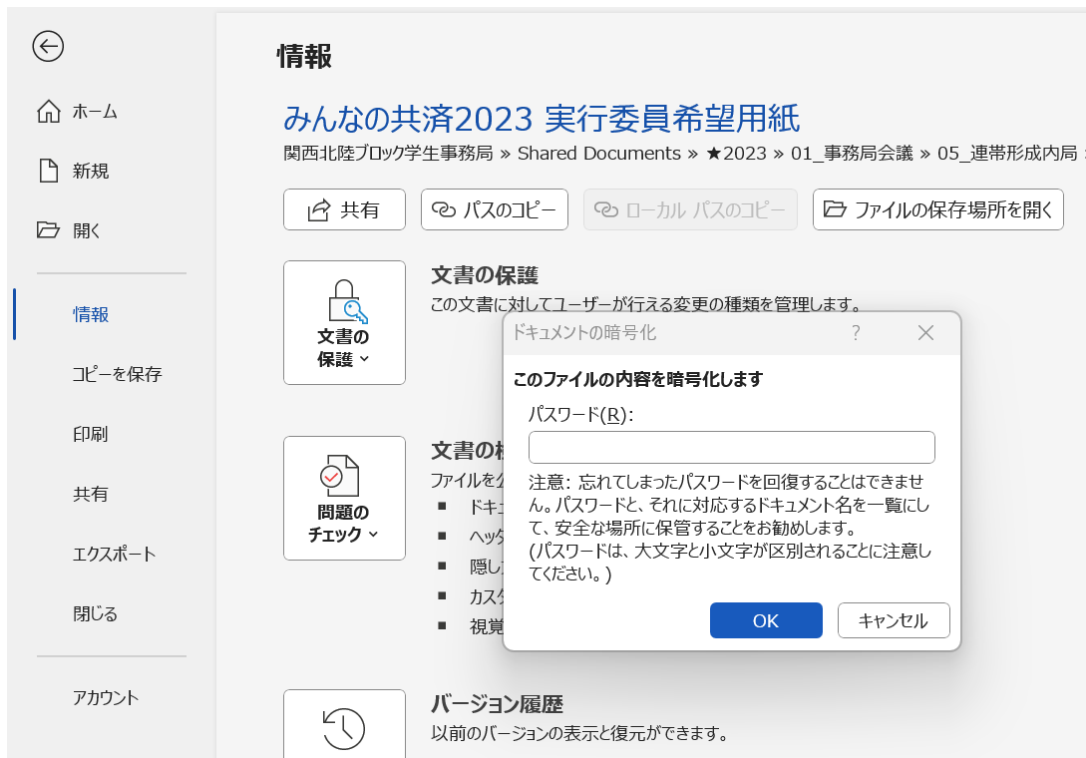 情報
ホーム
新規
開く
情報
コピーを保存
印刷
共有
エクスポート
閉じる
アカウント
みんなの共済2023 実行委員希望用紙
関西北陸ブロック学生事務局 » Shared Documents » ★2023 » 01_事務局会議 » 05_連帯形成内局 »
共有
パスのコピー
ローカル パスのコピー
ファイルの保存場所を開く
文書の保護
この文書に対してユーザーが行える変更の種類を管理します。
文書の
保護
ドキュメントの暗号化 ?
このファイルの内容を暗号化します
パスワード(R):
注意: 忘れてしまったパスワードを回復することはできませ
ん。パスワードと、それに対応するドキュメント名を一覧にし
て、安全な場所に保管することをお勧めします。
(パスワードは、大文字と小文字が区別されることに注意し
てください。)
OK
キャンセル
文書の
ファイルを
問題の
チェック
ドキ
ヘッ
隠し
カス
視覚
バージョン履歴
以前のバージョンの表示と復元ができます。